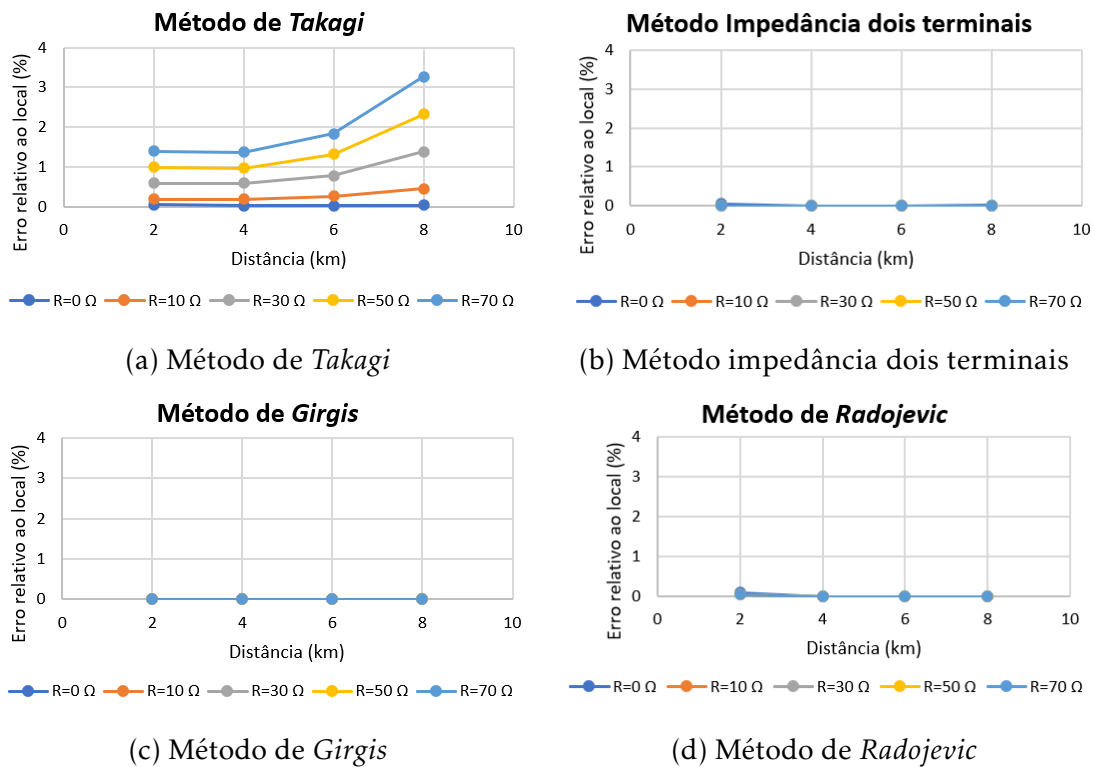 Método de Takagi
Erro relativo ao local (%)
4
3
2
1
0
0 2 4 6 8 10
Distância (km)
R=0 Ω R=10 Ω R=30 Ω R=50 Ω R=70 Ω
(a) Método de Takagi
Método Impedância dois terminais
Erro relativo ao local (%)
4
3
2
1
0
0 2 4 6 8 10
Distância (km)
R=0 Ω R=10 Ω R=30 Ω R=50 Ω R=70 Ω
(b) Método impedância dois terminais
Método de Girgis
Erro relativo ao local (%)
4
3
2
1
0
0 2 4 6 8 10
Distância (km)
R=0 Ω R=10 Ω R=30 Ω R=50 Ω R=70 Ω
(c) Método de Girgis
Método de Radojevic
Erro relativo ao local (%)
4
3
2
1
0
0 2 4 6 8 10
Distância (km)
R=0 Ω R=10 Ω R=30 Ω R=50 Ω R=70 Ω
(d) Método de Radojevic